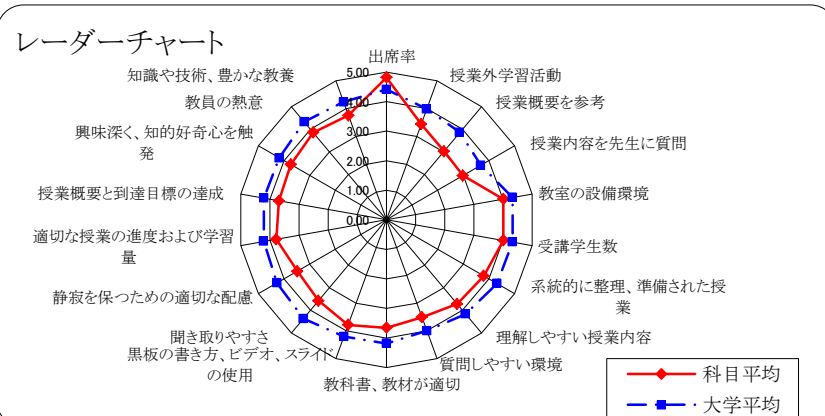 レーダーチャート
出席率
授業外学習活動
授業概要を参考
授業内容を先生に質問
教室の設備環境
受講学生数
系統的に整理、準備された授
業
理解しやすい授業内容
質問しやすい環境
教科書、教材が適切
黒板の書き方、ビデオ、スライド
の使用
聞き取りやすさ
静寂を保つための適切な配慮
適切な授業の進度および学習
量
授業概要と到達目標の達成
興味深く、知的好奇心を触
発
教員の熱意
知識や技術、豊かな教養
5.00
4.00
3.00
2.00
1.00
0.00
科目平均
大学平均